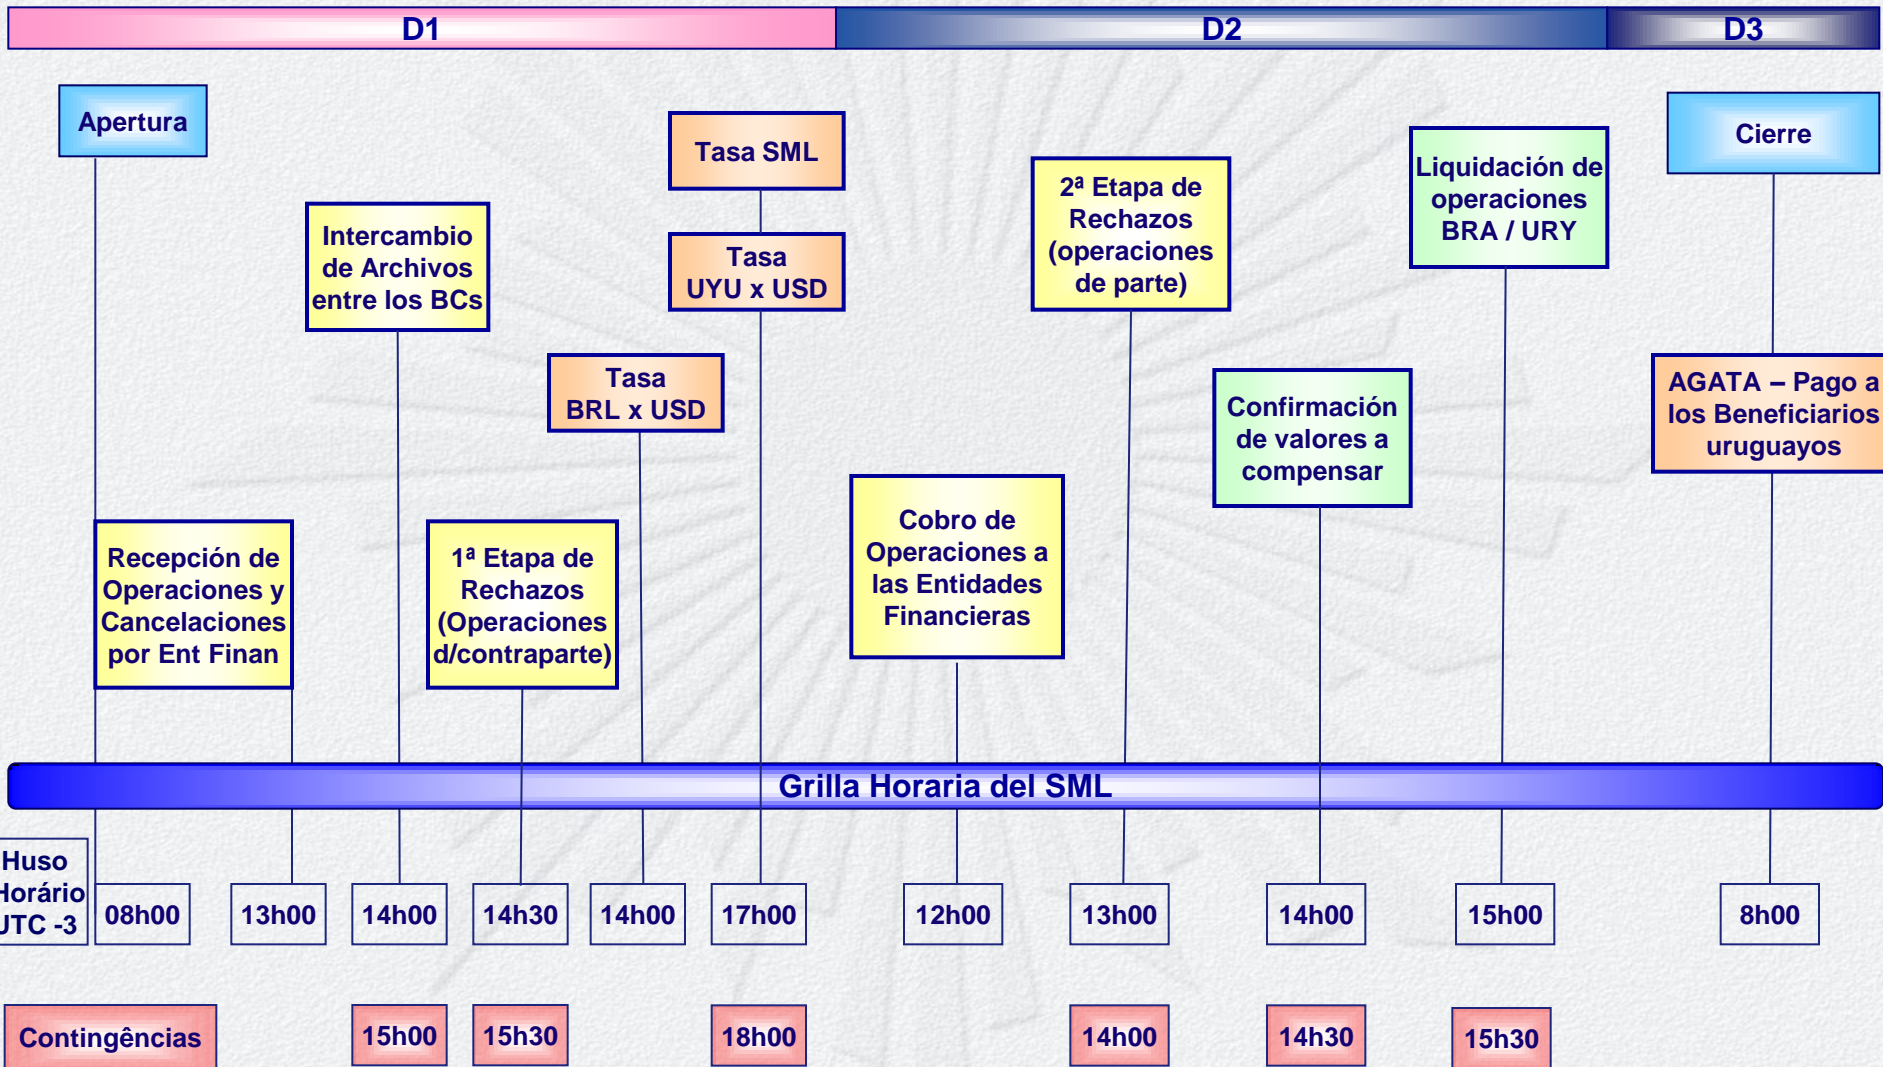 D1
D2
D3
Apertura
Tasa SML
Liquidación de
operaciones
BRA / URY
Cierre
Intercambio
de Archivos
entre los BCs
Tasa
UYU x USD
2ª Etapa de
Rechazos
(operaciones
de parte)
Tasa
BRL x USD
Confirmación
de valores a
compensar
AGATA – Pago a
los Beneficiarios
uruguayos
Recepción de
Operaciones y
Cancelaciones
por Ent Finan
1ª Etapa de
Rechazos
(Operaciones
d/contraparte)
Cobro de
Operaciones a
las Entidades
Financieras
Grilla Horaria del SML
Huso
Horário
UTC -3
08h00
13h00
14h00
14h30
14h00
17h00
12h00
13h00
14h00
15h00
8h00
Contingências
15h00
15h30
18h00
14h00
14h30
15h30